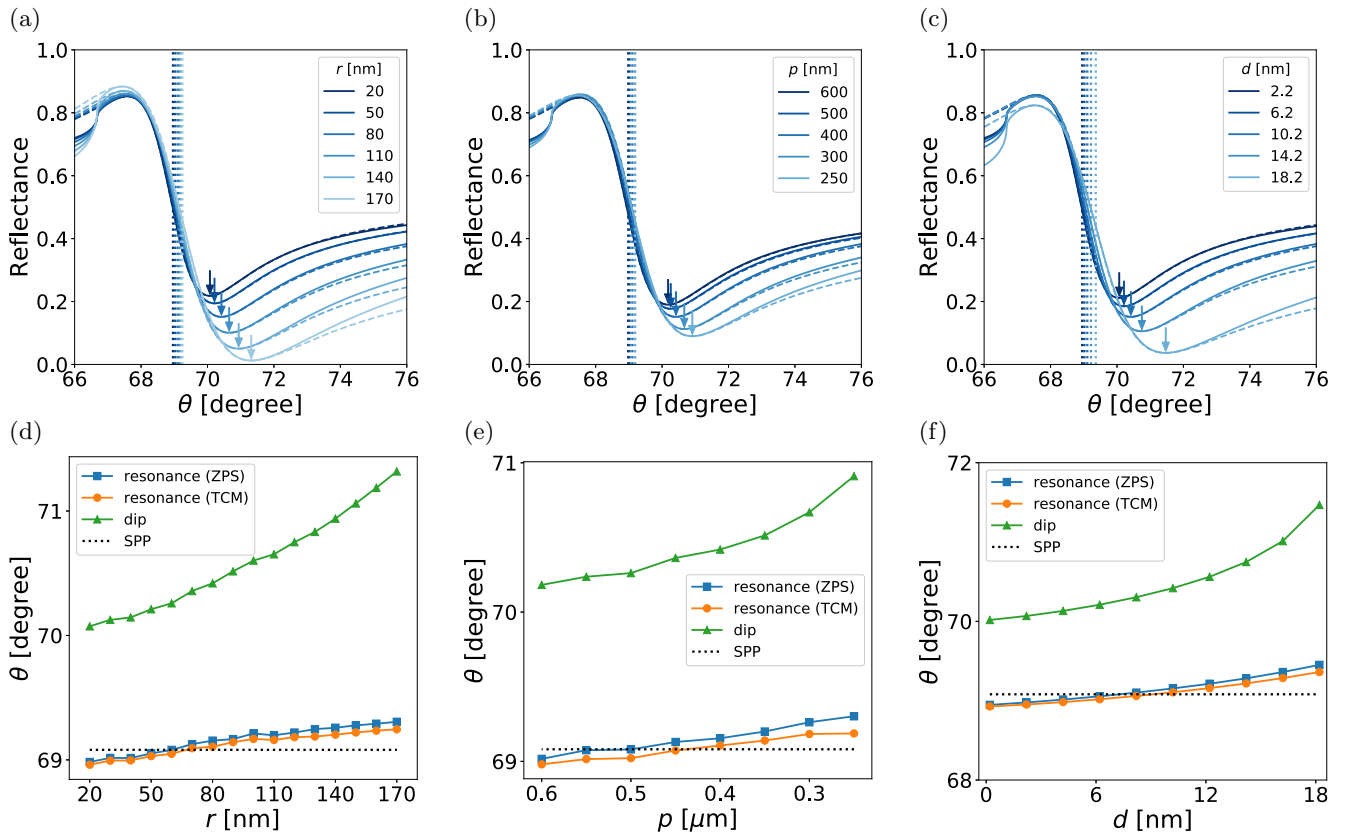 (a)
1.0
0.8
0.6
0.4
0.2
0.0
Reflectance
66 68 70 72 74 76
θ [degree]
r [nm]
20
50
80
110
140
170
(b)
1.0
0.8
0.6
0.4
0.2
0.0
Reflectance
66 68 70 72 74 76
θ [degree]
p [nm]
600
500
400
300
250
(c)
1.0
0.8
0.6
0.4
0.2
0.0
Reflectance
66 68 70 72 74 76
θ [degree]
d [nm]
2.2
6.2
10.2
14.2
18.2
(d)
71
70
69
θ [degree]
20 50 80 110 140 170
r [nm]
resonance (ZPS)
resonance (TCM)
dip
SPP
(e)
71
70
69
θ [degree]
0.6 0.5 0.4 0.3
p [μm]
resonance (ZPS)
resonance (TCM)
dip
SPP
(f)
72
70
68
θ [degree]
0 6 12 18
d [nm]
resonance (ZPS)
resonance (TCM)
dip
SPP